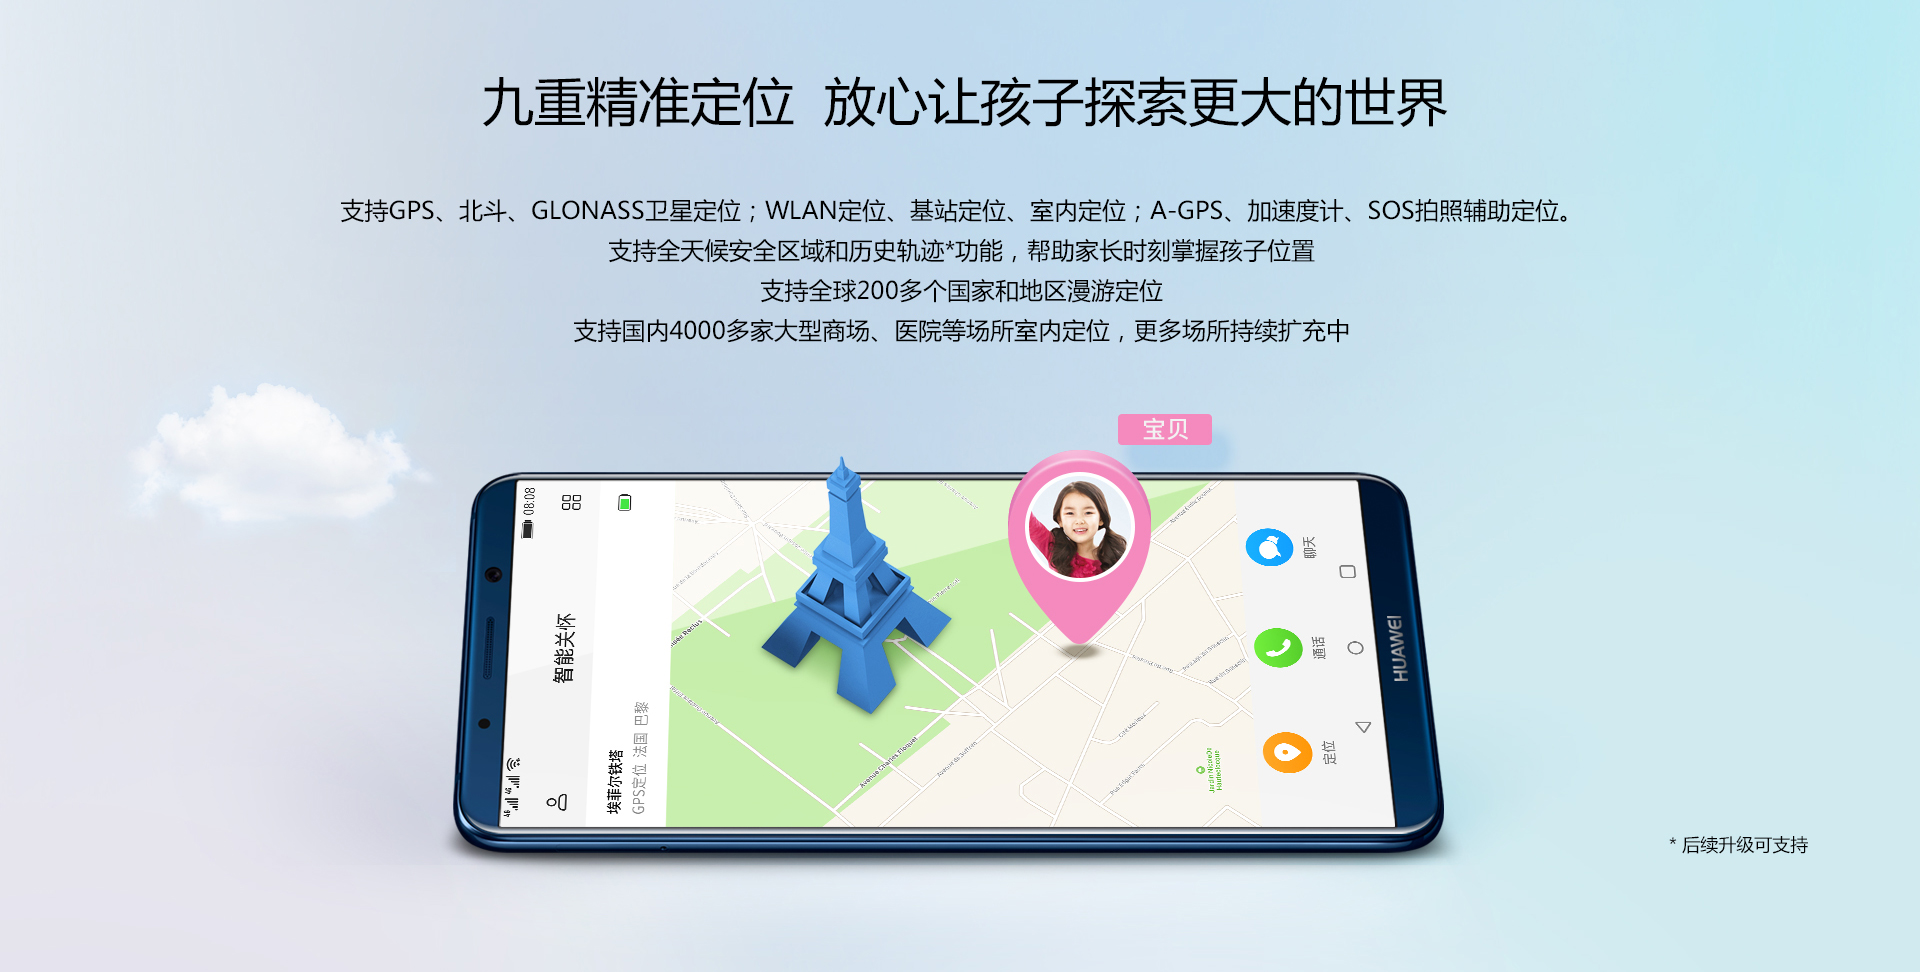 九重精准定位 放心让孩子探索更大的世界
支持GPS、北斗、GLONASS卫星定位；WLAN定位、基站定位、室内定位；A-GPS、加速度计、SOS拍照辅助定位。
支持全天候安全区域和历史轨迹*功能，帮助家长时刻掌握孩子位置
支持全球200多个国家和地区漫游定位
支持国内4000多家大型商场、医院等场所室内定位，更多场所持续扩充中
宝贝
08:08
4G
4G
智能关怀
埃菲尔铁塔
GPS定位 法国 巴黎
Avenue Charles Floquet
Avenue de Suffren
聊天
通话
定位
HUAWEI
* 后续升级可支持